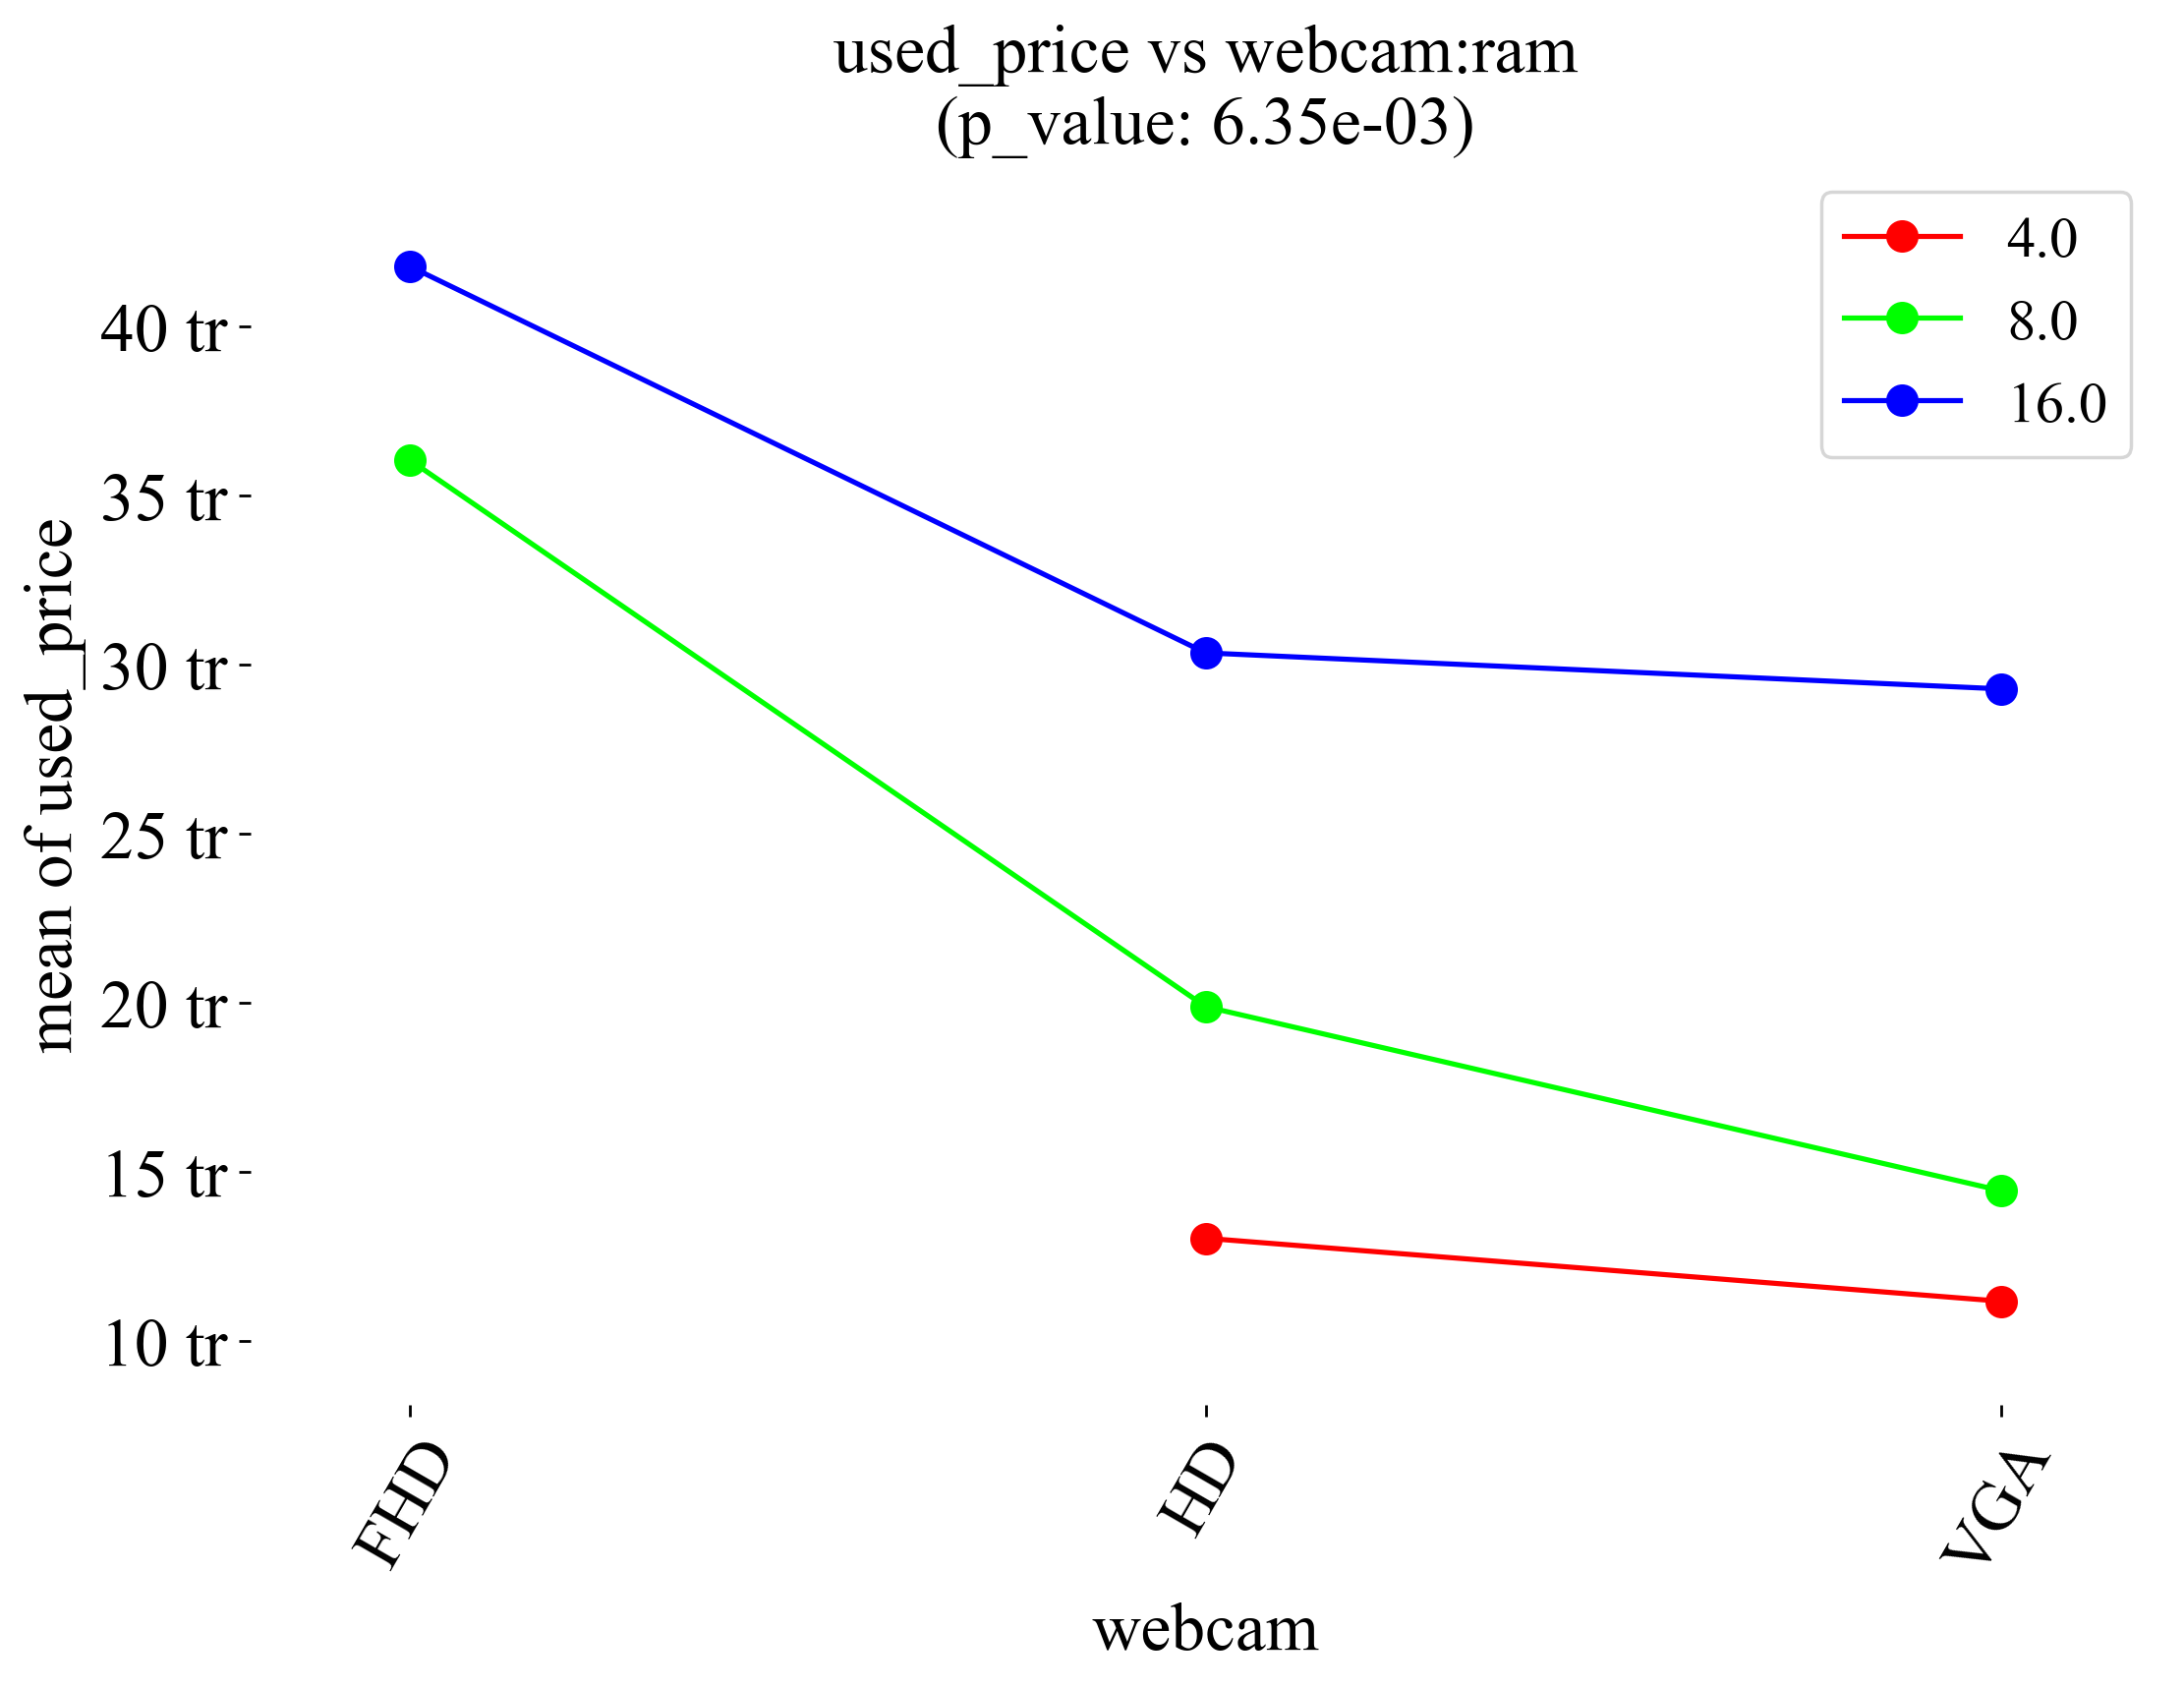 used_price vs webcam:ram
(p_value: 6.35e-03)
4.0
8.0
16.0
mean of used_price
40 tr
35 tr
30 tr
25 tr
20 tr
15 tr
10 tr
FHD
HD
VGA
webcam